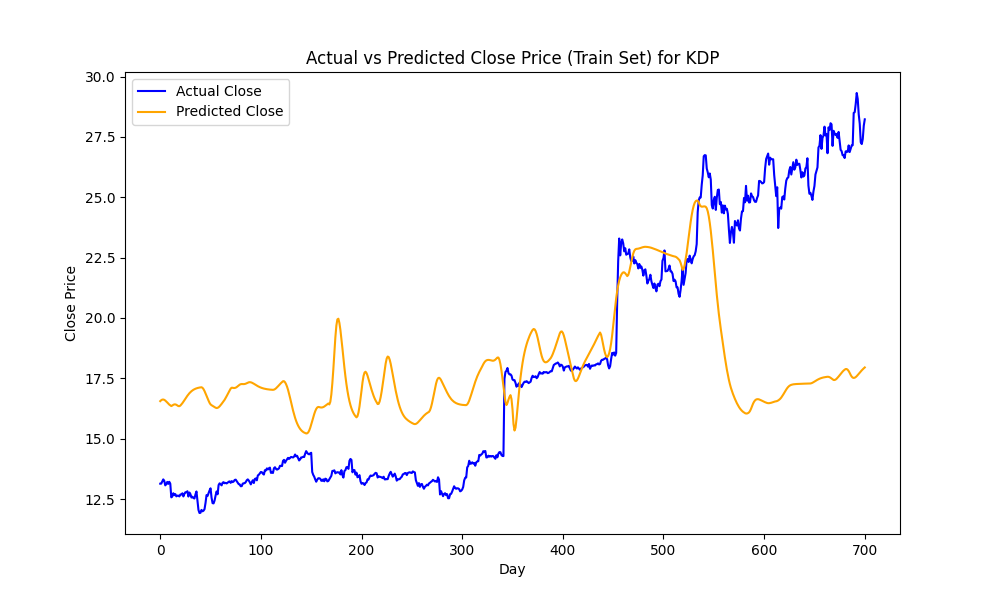 Actual vs Predicted Close Price (Train Set) for KDP
Actual Close
Predicted Close
30.0
27.5
25.0
22.5
20.0
17.5
15.0
12.5
Close Price
0 100 200 300 400 500 600 700
Day